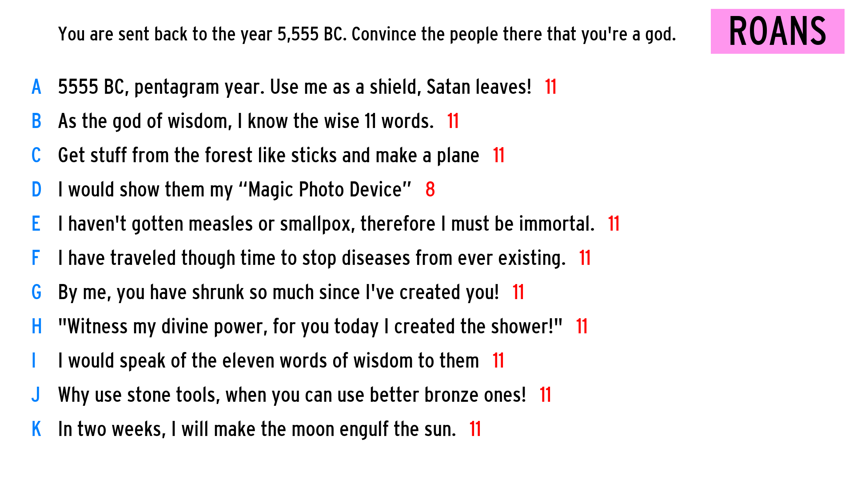 You are sent back to the year 5,555 BC. Convince the people there that you're a god.
ROANS
A 5555 BC, pentagram year. Use me as a shield, Satan leaves! 11
B As the god of wisdom, I know the wise 11 words. 11
C Get stuff from the forest like sticks and make a plane 11
D I would show them my “Magic Photo Device” 8
E I haven't gotten measles or smallpox, therefore I must be immortal. 11
F I have traveled though time to stop diseases from ever existing. 11
G By me, you have shrunk so much since I've created you! 11
H "Witness my divine power, for you today I created the shower!" 11
I I would speak of the eleven words of wisdom to them 11
J Why use stone tools, when you can use better bronze ones! 11
K In two weeks, I will make the moon engulf the sun. 11